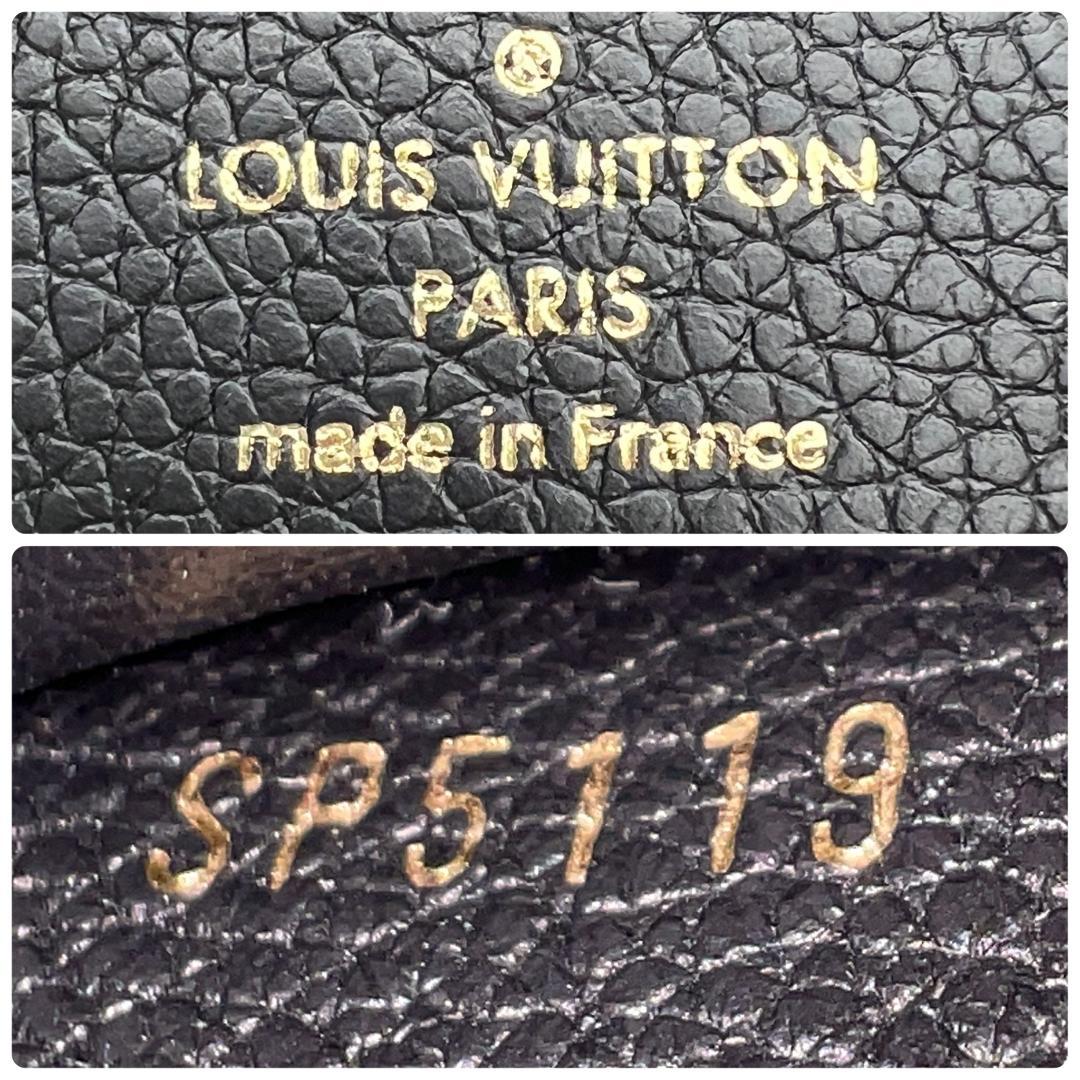 ®
LOUIS VUITTON
PARIS
made in France
SP5119